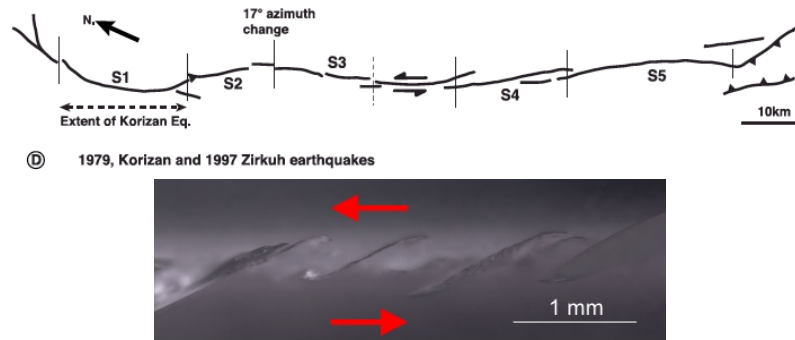 17° azimuth
change
N.
S1
S2
S3
S4
S5
Extent of Korizan Eq.
10km
D 1979, Korizan and 1997 Zirkuh earthquakes
1 mm